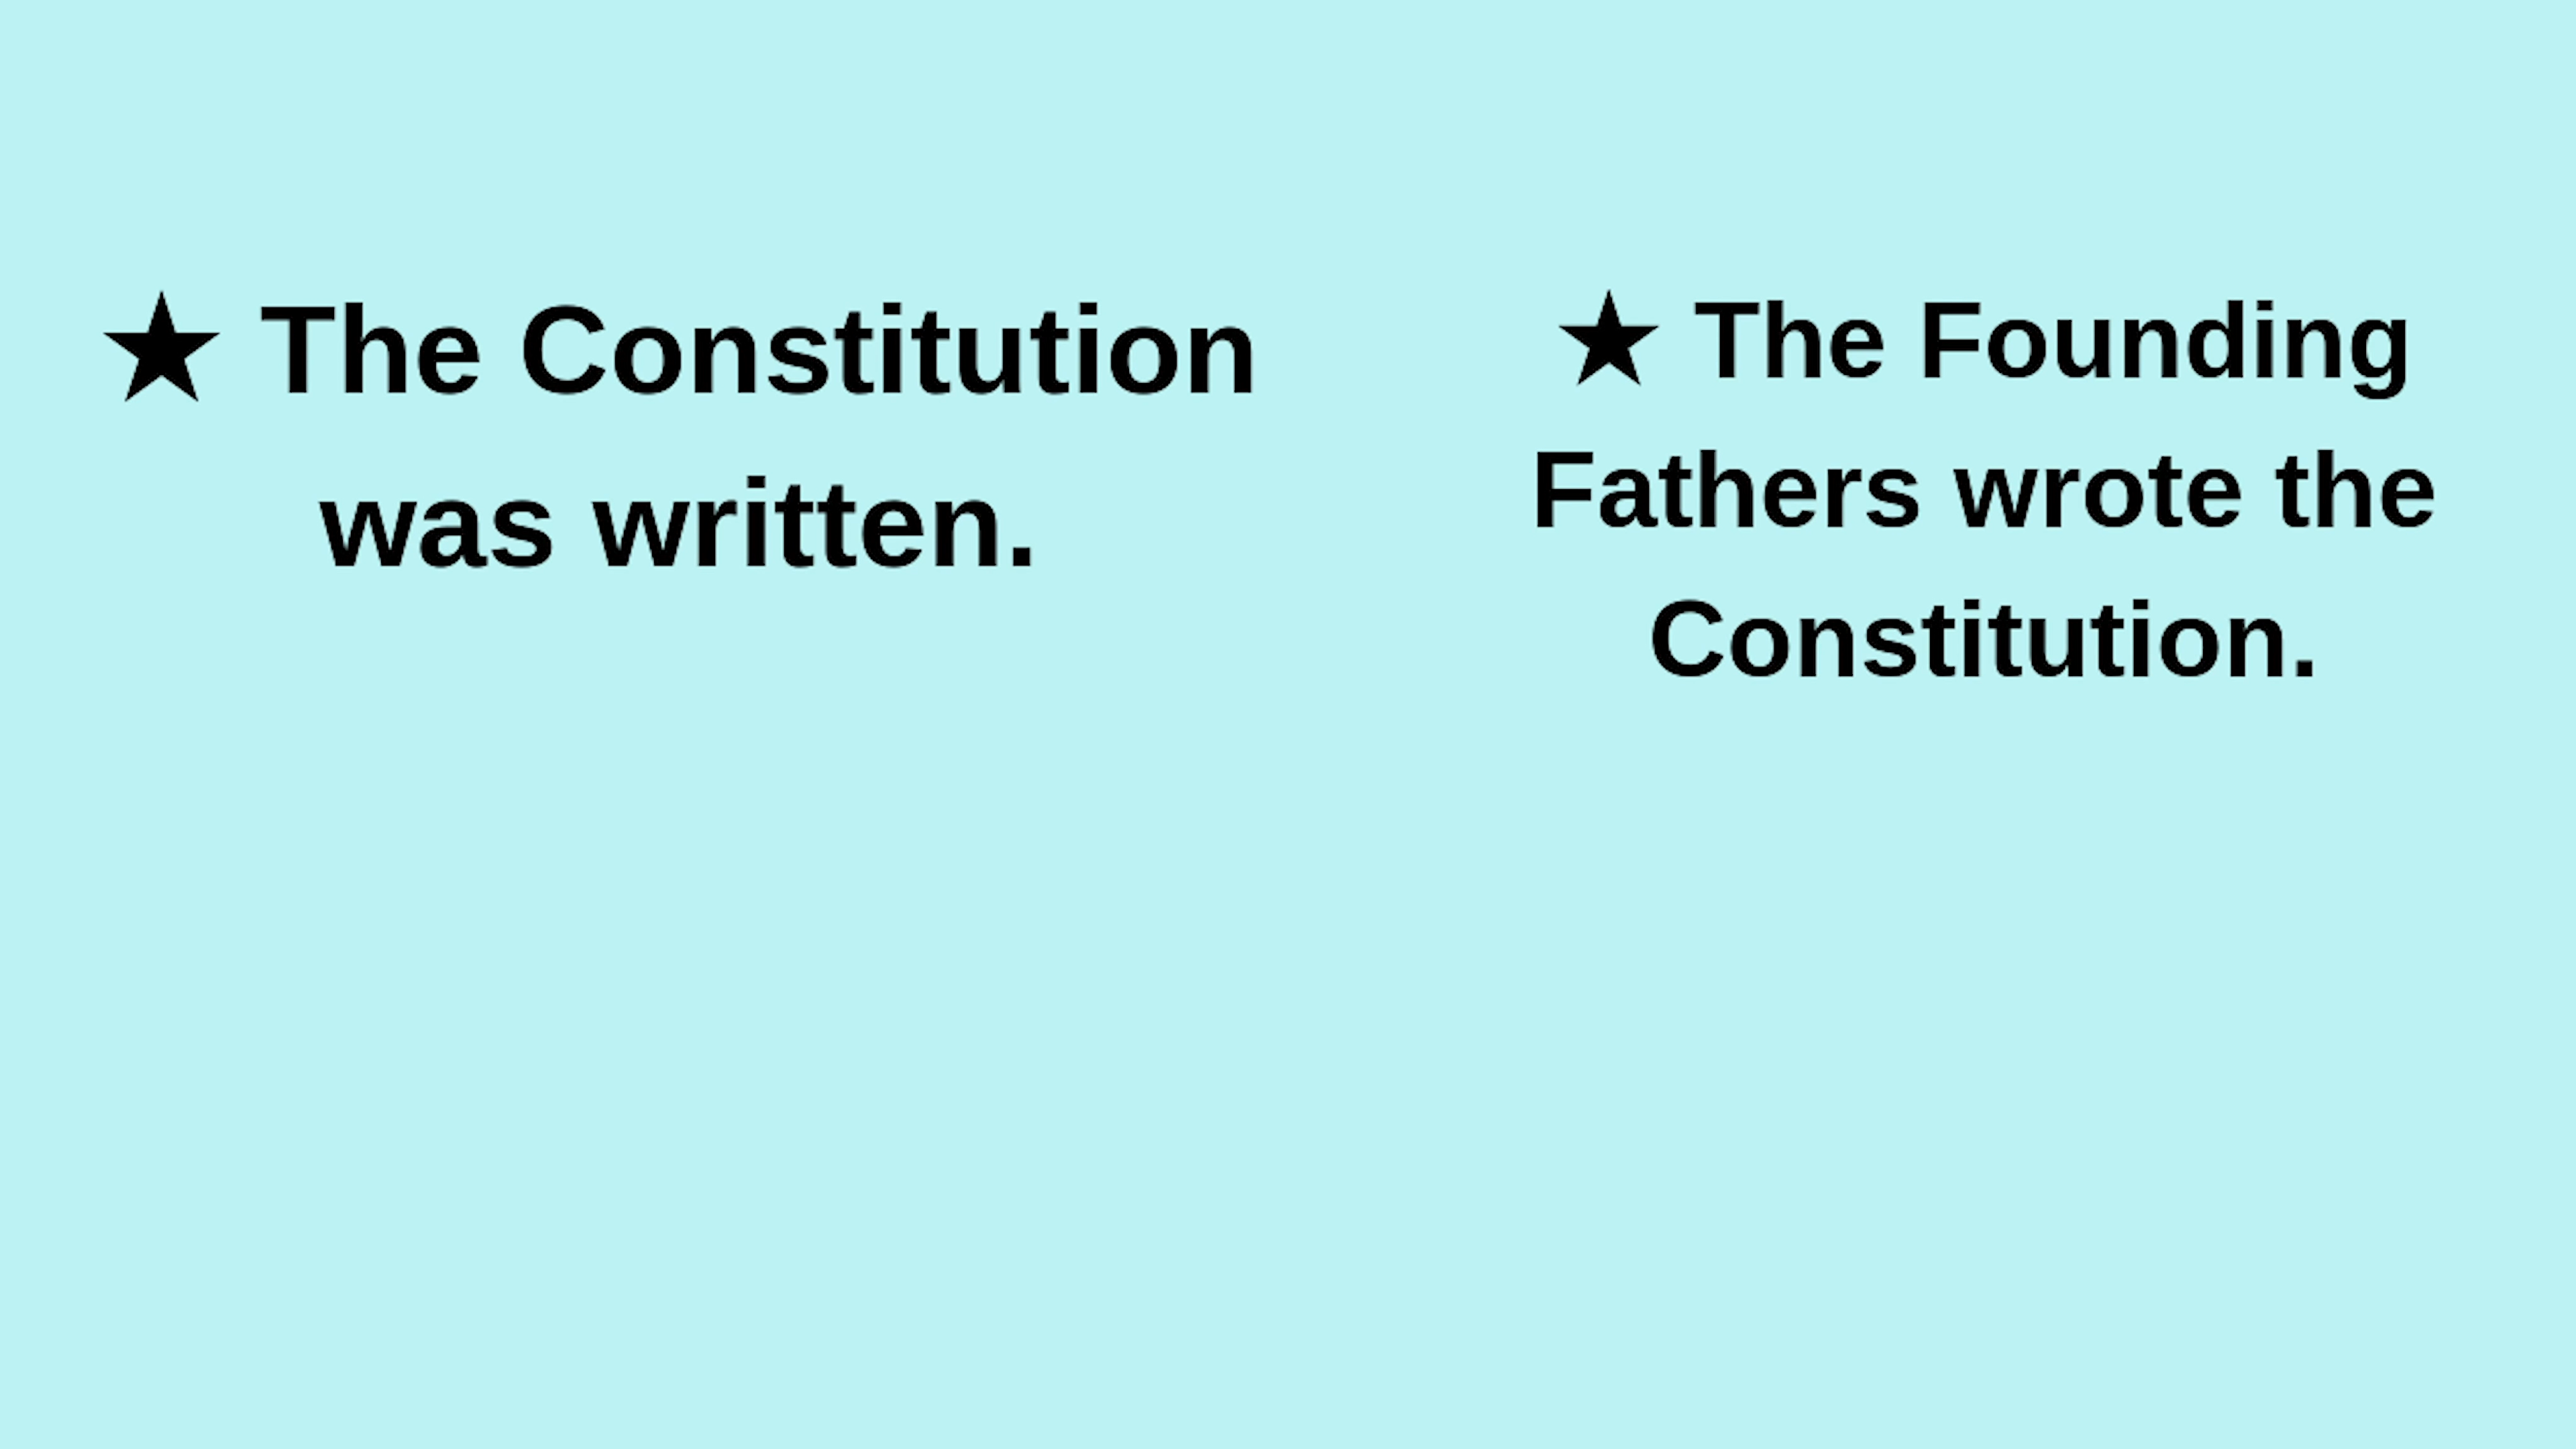 ★ The Constitution
was written.
★ The Founding
Fathers wrote the
Constitution.